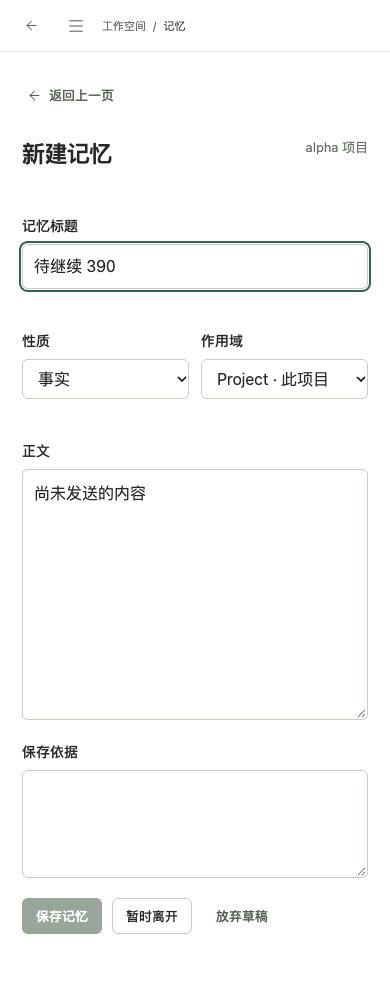 工作空间 / 记忆
返回上一页
新建记忆
alpha 项目
记忆标题
待继续 390
性质 作用域
事实 Project · 此项目
正文
尚未发送的内容
保存依据
保存记忆 暂时离开 放弃草稿